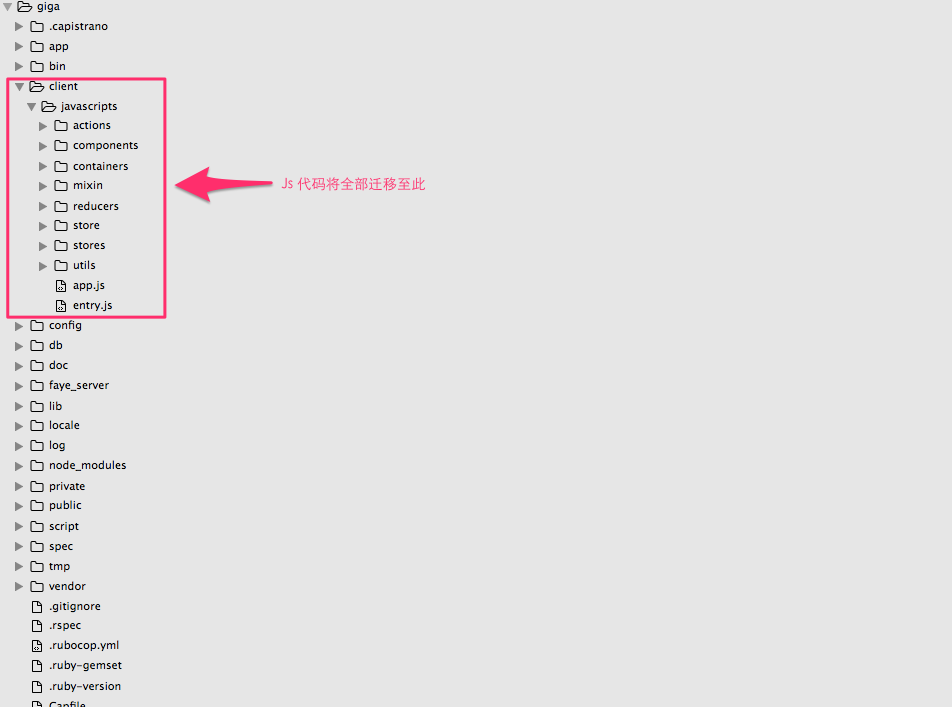 giga
.capistrano
app
bin
client
javascripts
actions
components
containers
mixin
Js 代码将全部迁移至此
reducers
store
stores
utils
app.js
entry.js
config
db
doc
faye_server
lib
locale
log
node_modules
private
public
script
spec
tmp
vendor
.gitignore
.rspec
.rubocop.yml
.ruby-gemset
.ruby-version
Capfile